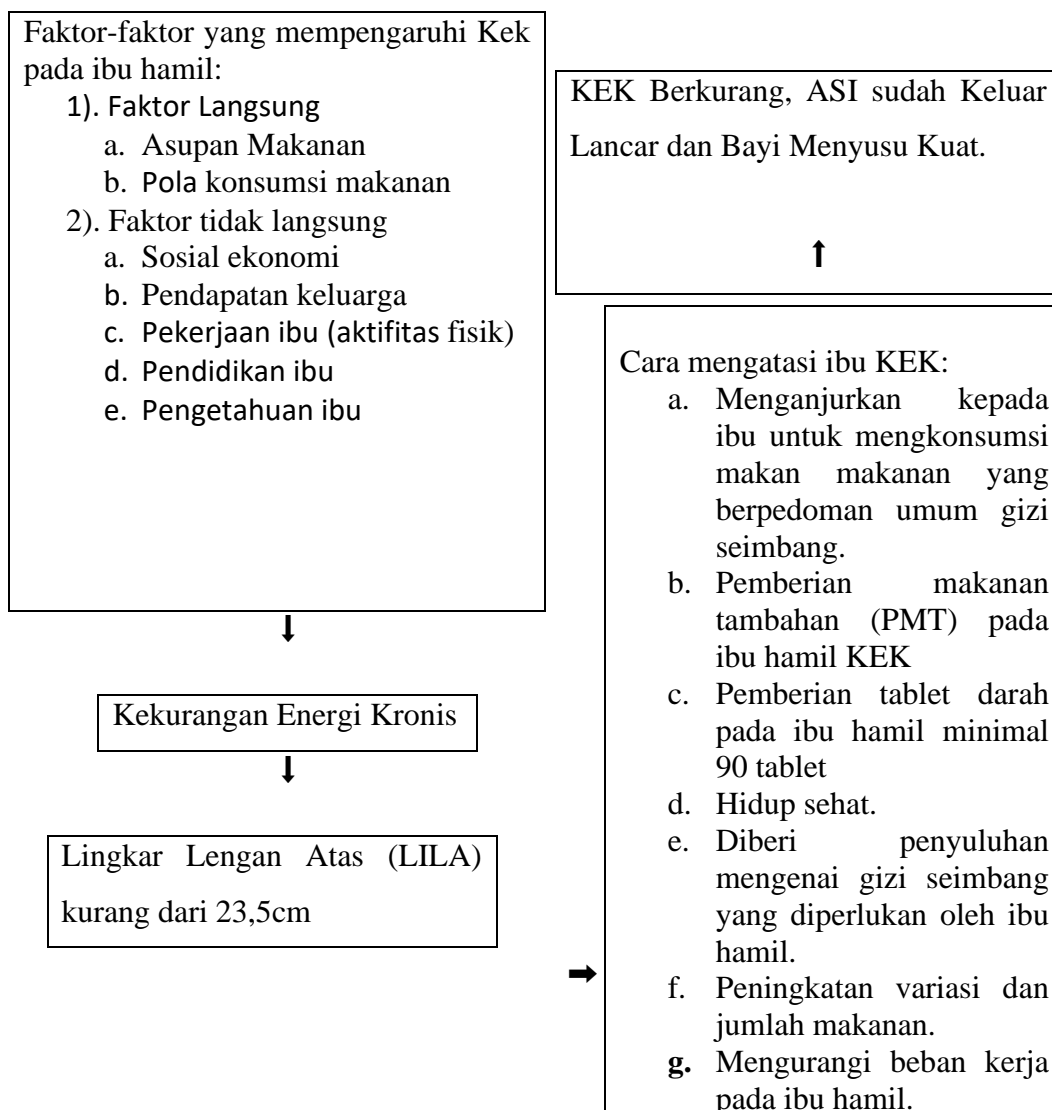 Faktor-faktor yang mempengaruhi Kek
pada ibu hamil:
1). Faktor Langsung
a. Asupan Makanan
b. Pola konsumsi makanan
2). Faktor tidak langsung
a. Sosial ekonomi
b. Pendapatan keluarga
c. Pekerjaan ibu (aktifitas fisik)
d. Pendidikan ibu
e. Pengetahuan ibu
Kekurangan Energi Kronis
Lingkar Lengan Atas (LILA)
kurang dari 23,5cm
Cara mengatasi ibu KEK:
a. Menganjurkan kepada
ibu untuk mengkonsumsi
makan makanan yang
berpedoman umum gizi
seimbang.
b. Pemberian makanan
tambahan (PMT) pada
ibu hamil KEK
c. Pemberian tablet darah
pada ibu hamil minimal
90 tablet
d. Hidup sehat.
e. Diberi penyuluhan
mengenai gizi seimbang
yang diperlukan oleh ibu
hamil.
f. Peningkatan variasi dan
jumlah makanan.
g. Mengurangi beban kerja
pada ibu hamil.
KEK Berkurang, ASI sudah Keluar
Lancar dan Bayi Menyusu Kuat.